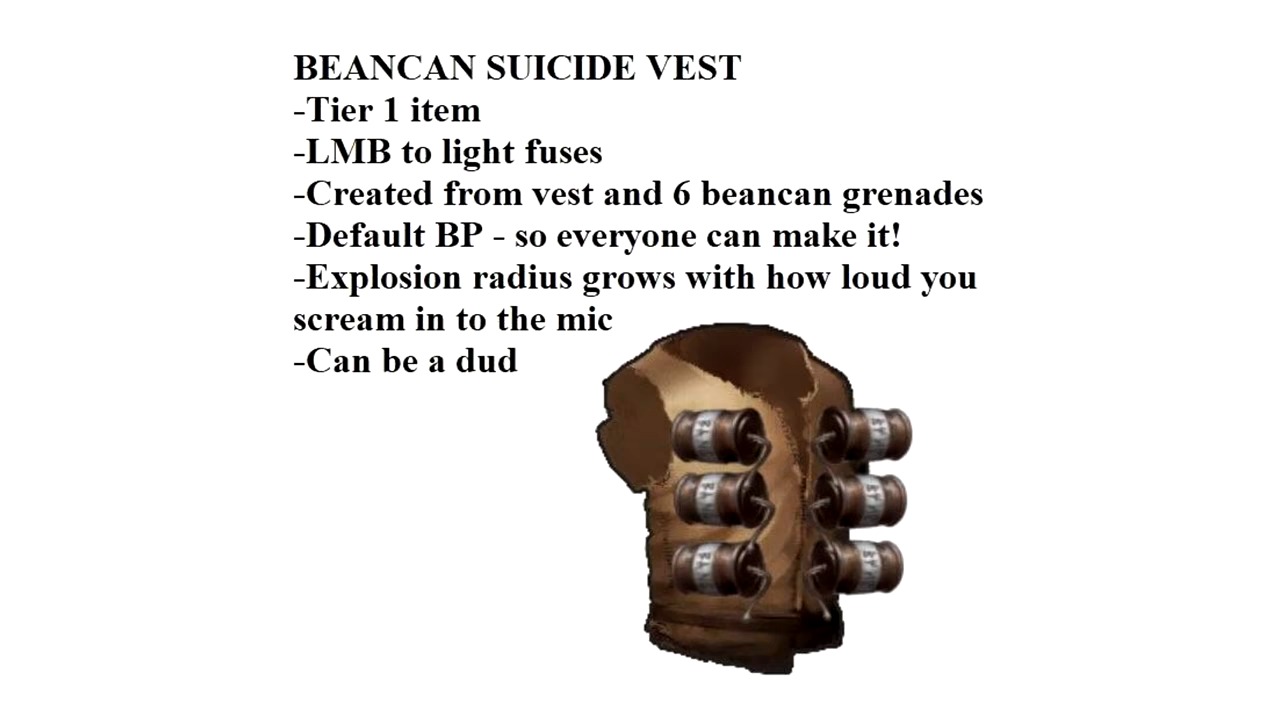 BEANCAN SUICIDE VEST
-Tier 1 item
-LMB to light fuses
-Created from vest and 6 beancan grenades
-Default BP - so everyone can make it!
-Explosion radius grows with how loud you
scream in to the mic
-Can be a dud